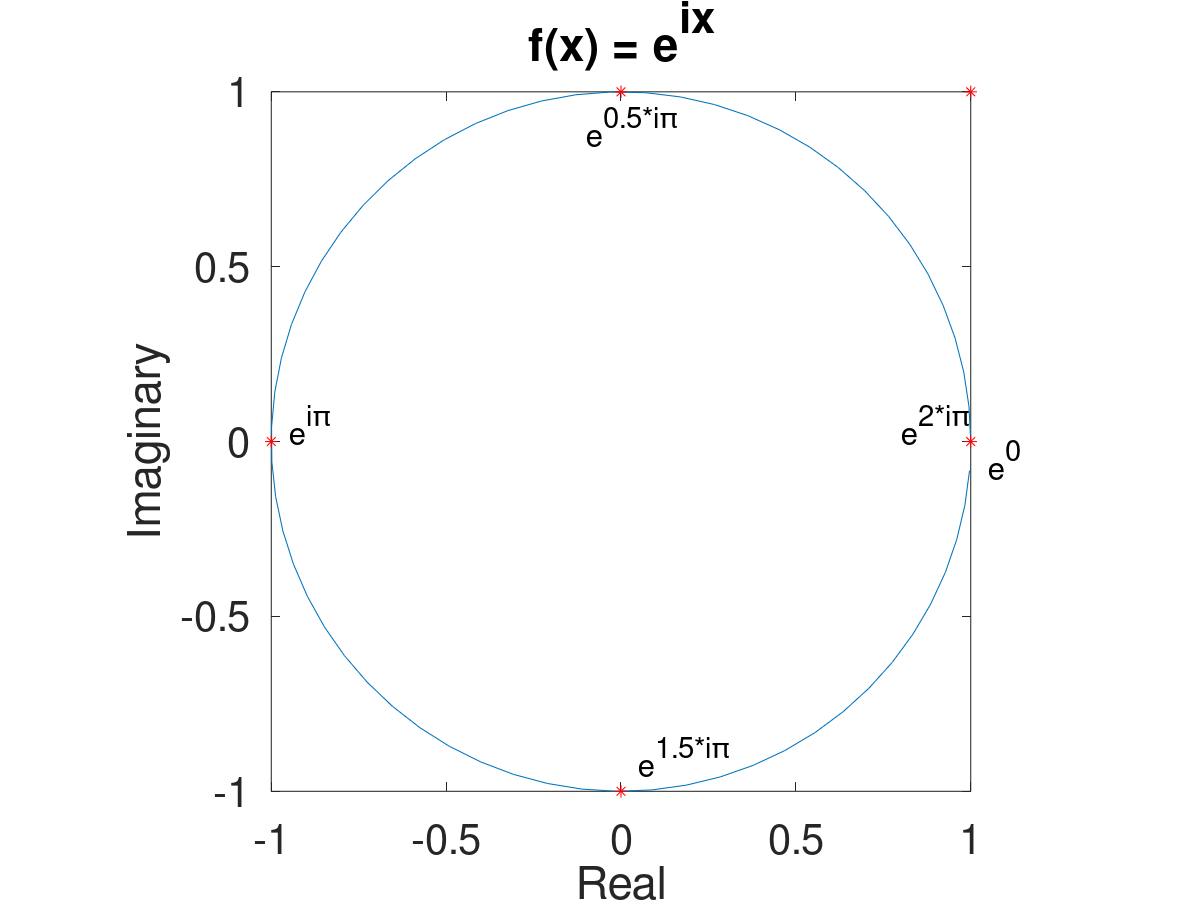 f(x) = e^ix
1
e^0.5*iπ
0.5
Imaginary
0
e^iπ
e^2*iπ
e^0
-0.5
e^1.5*iπ
-1
-1 -0.5 0 0.5 1
Real